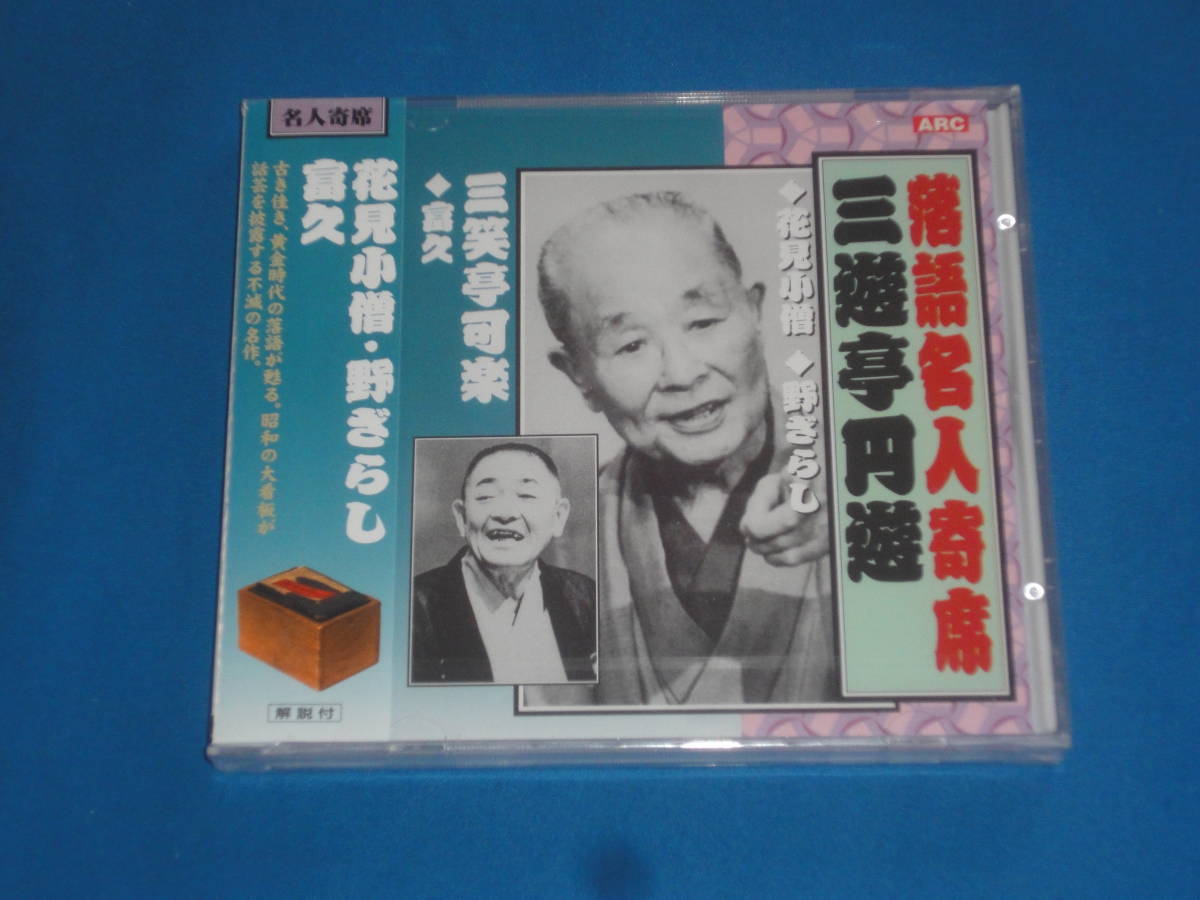 ARC
落語名人寄席
三遊亭円遊
◆花見小僧 ◆野ざらし
三笑亭可楽
◆富久
名人寄席
花見小僧・野ざらし
富久
古き佳き、黄金時代の落語が甦る。昭和の大看板が
話芸を披露する不滅の名作。
解説付